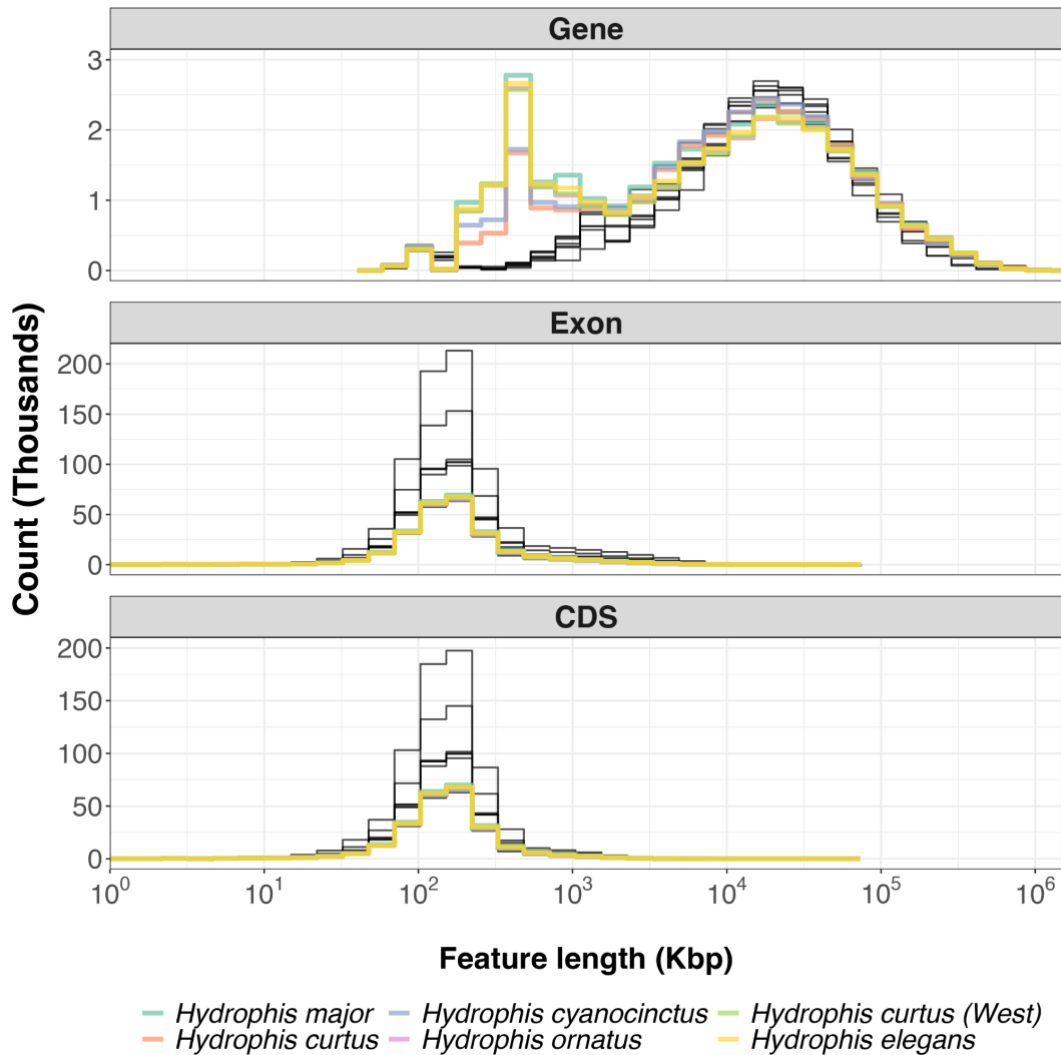 Gene
3
2
1
0
Exon
200
150
100
50
0
CDS
200
150
100
50
0
10⁰ 10¹ 10² 10³ 10⁴ 10⁵ 10⁶
Count (Thousands)
Feature length (Kbp)
Hydrophis major Hydrophis cyanocinctus Hydrophis curtus (West)
Hydrophis curtus Hydrophis ornatus Hydrophis elegans